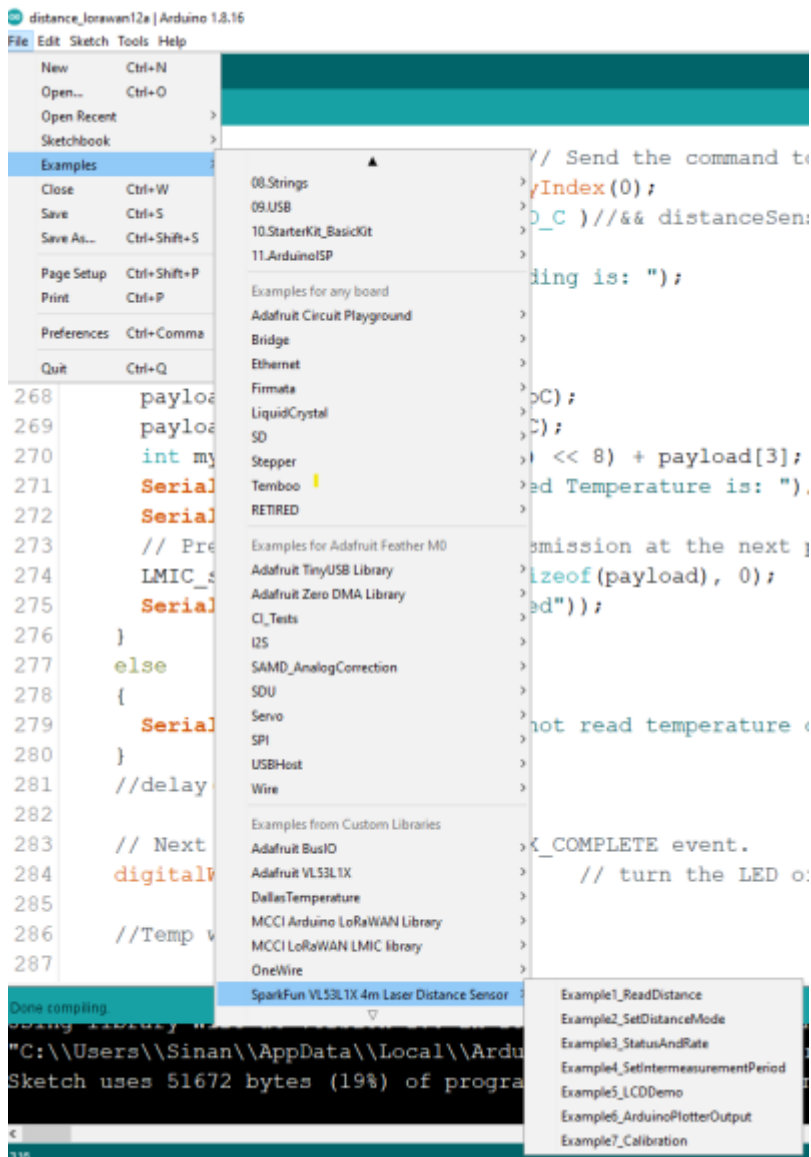 distance_lorawan12a | Arduino 1.8.16
File Edit Sketch Tools Help
New Ctrl+N
Open... Ctrl+O
Open Recent
Sketchbook
Examples
Close Ctrl+W
Save Ctrl+S
Save As... Ctrl+Shift+S
Page Setup Ctrl+Shift+P
Print Ctrl+P
Preferences Ctrl+Comma
Quit Ctrl+Q
08.Strings
09.USB
10.StarterKit_BasicKit
11.ArduinoISP
Examples for any board
Adafruit Circuit Playground
Bridge
Ethernet
Firmata
LiquidCrystal
SD
Stepper
Temboo
RETIRED
Examples for Adafruit Feather M0
Adafruit TinyUSB Library
Adafruit Zero DMA Library
CI_Tests
I2S
SAMD_AnalogCorrection
SDU
Servo
SPI
USBHost
Wire
Examples from Custom Libraries
Adafruit BusIO
Adafruit VL53L1X
DallasTemperature
MCCI Arduino LoRaWAN Library
MCCI LoRaWAN LMIC library
OneWire
SparkFun VL53L1X 4m Laser Distance Sensor
Example1_ReadDistance
Example2_SetDistanceMode
Example3_StatusAndRate
Example4_SetIntermeasurementPeriod
Example5_LCDDemo
Example6_ArduinoPlotterOutput
Example7_Calibration
// Send the command to
yIndex(0);
D_C )//&& distanceSens
ding is: ");
268 payloa oC);
269 payloa C);
270 int my ) << 8) + payload[3];
271 Serial ed Temperature is: ")
272 Serial
273 // Pre smission at the next p
274 LMIC_s izeof(payload), 0);
275 Serial ed"));
276 }
277 else
278 {
279 Serial not read temperature
280 }
281 //delay
282
283 // Next X_COMPLETE event.
284 digitalW // turn the LED o
285
286 //Temp w
287
Done compiling.
"C:\\Users\\Sinan\\AppData\\Local\\Ardu
Sketch uses 51672 bytes (19%) of progra